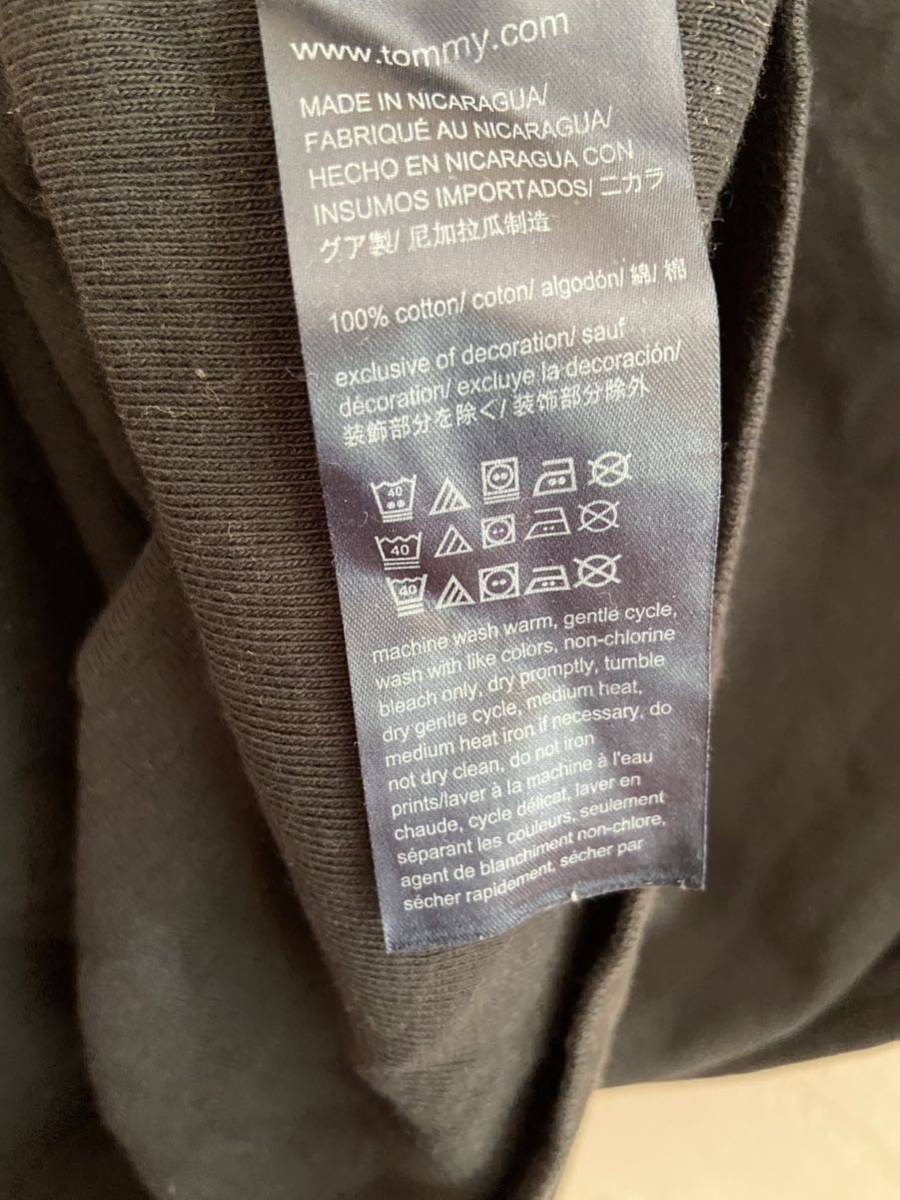 www.tommy.com
MADE IN NICARAGUA/
FABRIQUÉ AU NICARAGUA/
HECHO EN NICARAGUA CON
INSUMOS IMPORTADOS/ ニカラ
グア製/ 尼加拉瓜制造
100% cotton/ coton/ algodón/ 綿/ 棉
exclusive of decoration/ sauf
décoration/ excluye la decoración/
装飾部分を除く/ 装饰部分除外
40
40
40
machine wash warm, gentle cycle,
wash with like colors, non-chlorine
bleach only, dry promptly, tumble
dry gentle cycle, medium heat,
medium heat iron if necessary, do
not dry clean, do not iron
prints/laver à la machine à l'eau
chaude, cycle délicat, laver en
séparant les couleurs, seulement
agent de blanchiment non-chlore,
sécher rapidement, sécher par